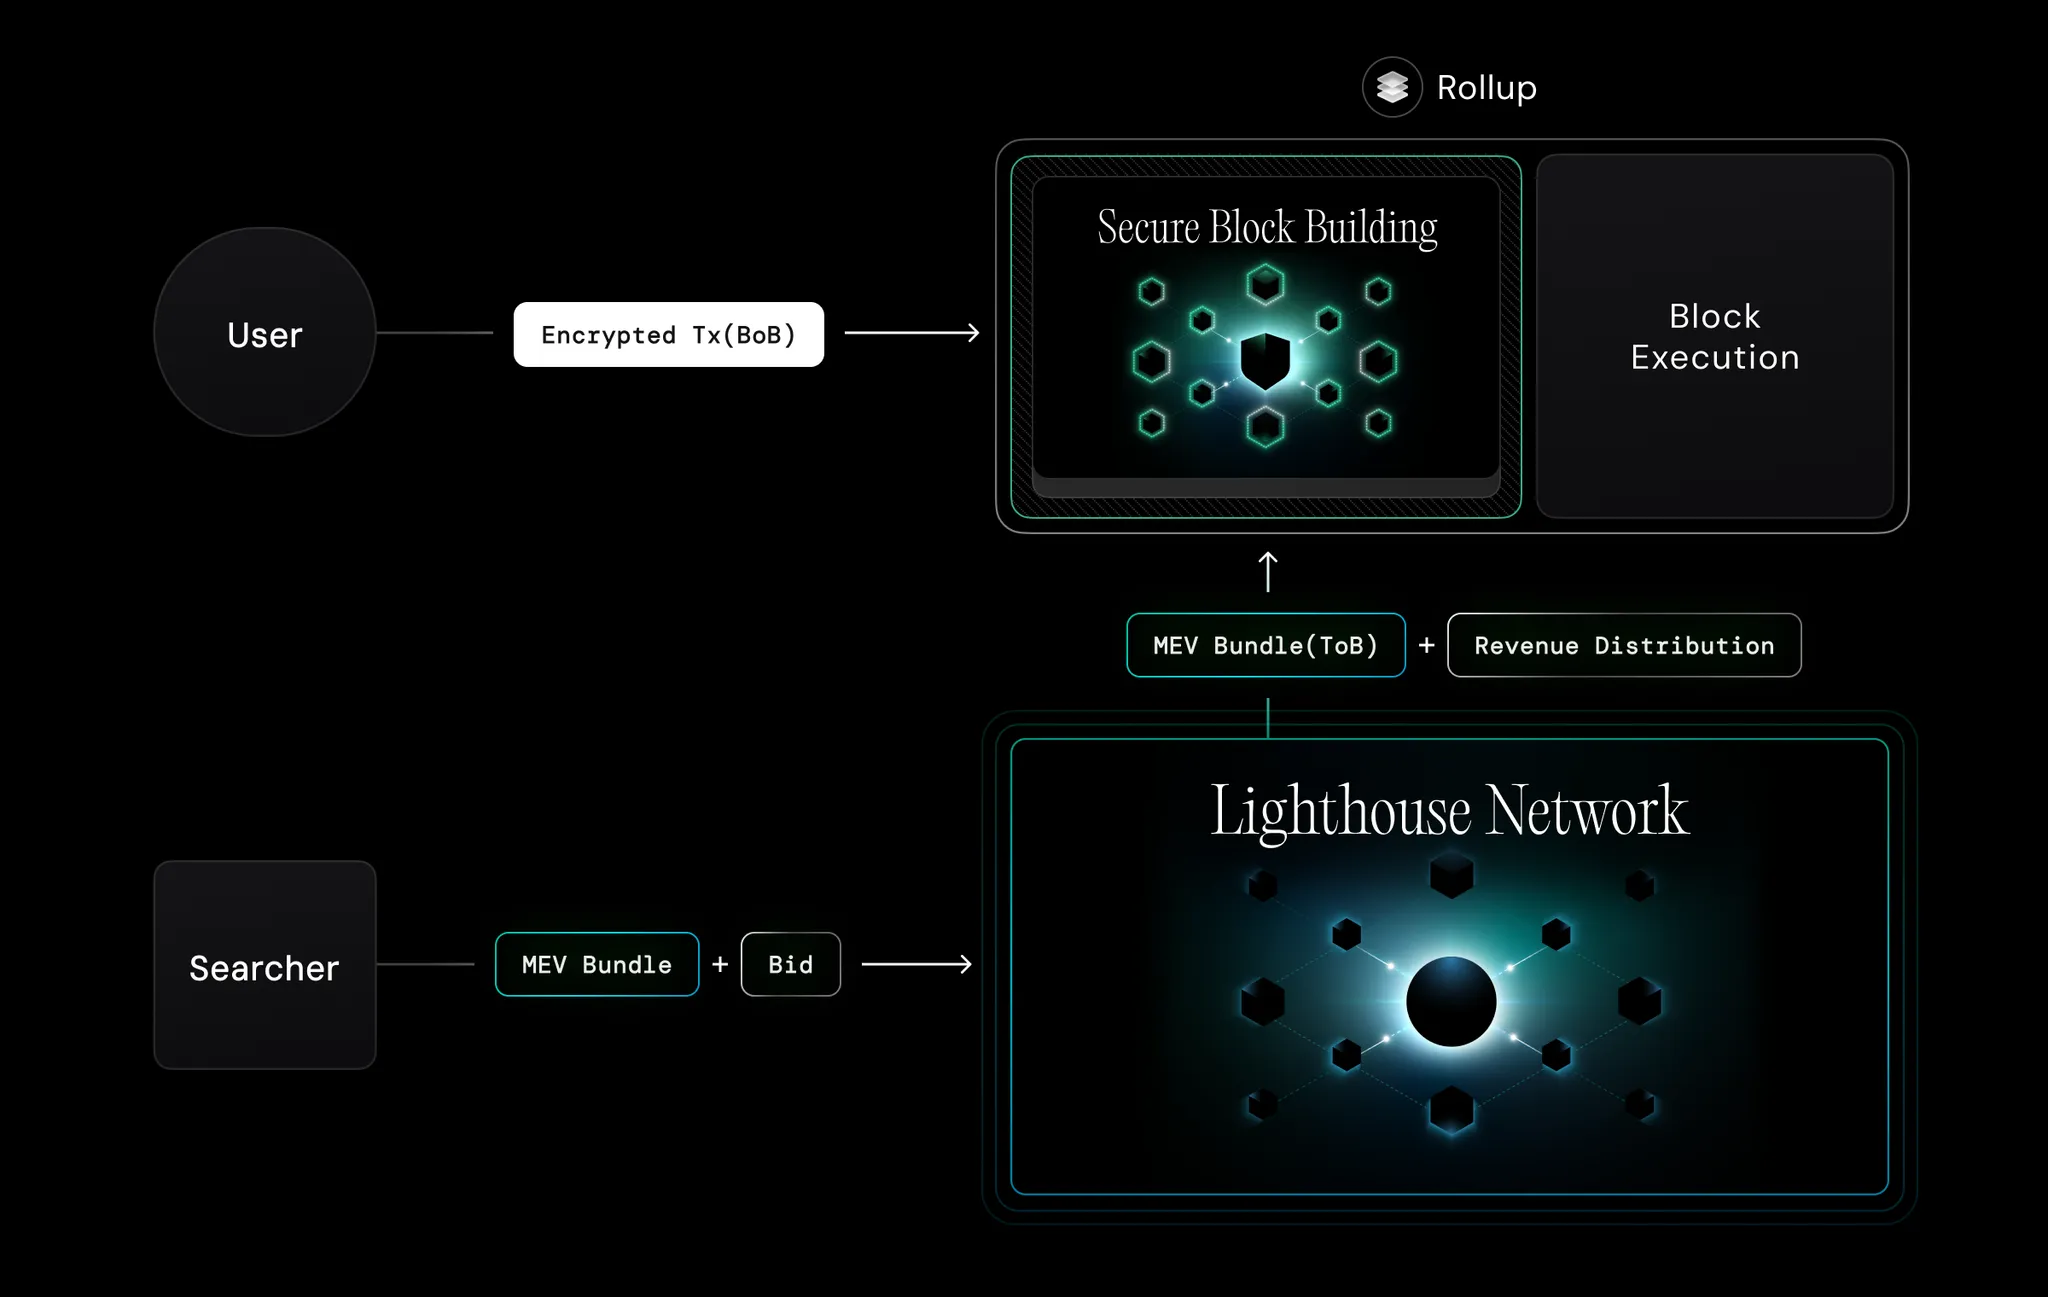 Rollup
Secure Block Building
Block
Execution
User
Encrypted Tx(BoB)
MEV Bundle(ToB) + Revenue Distribution
Lighthouse Network
Searcher
MEV Bundle + Bid